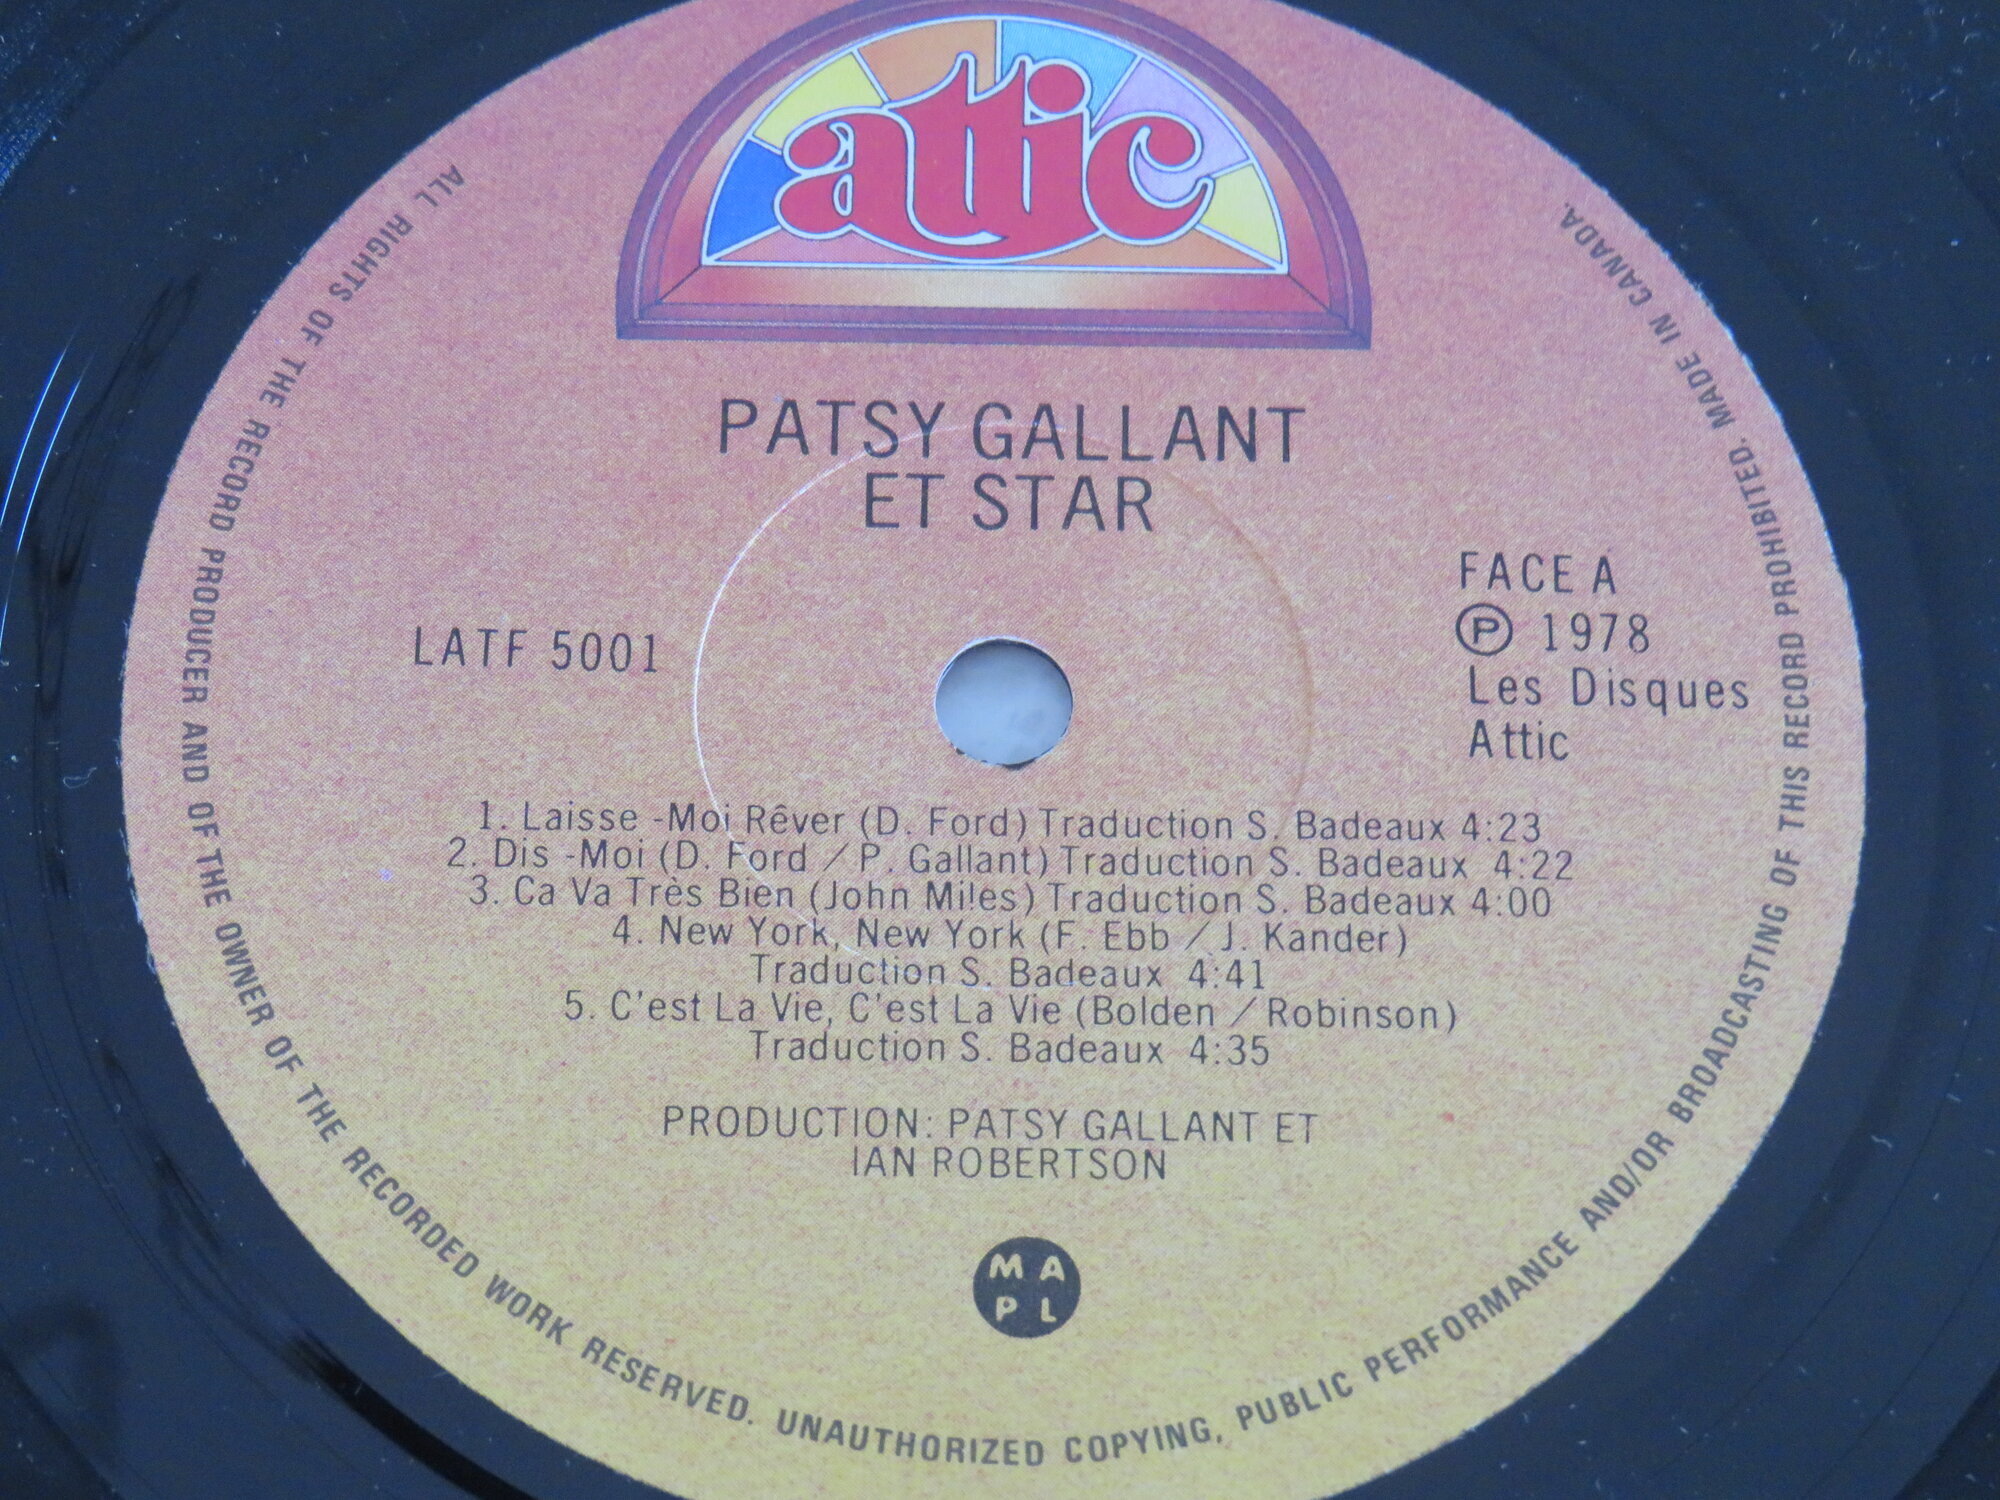 attic
PATSY GALLANT
ET STAR
LATF 5001
FACE A
Ⓟ 1978
Les Disques
Attic
1. Laisse -Moi Rêver (D. Ford) Traduction S. Badeaux 4:23
2. Dis -Moi (D. Ford / P. Gallant) Traduction S. Badeaux 4:22
3. Ca Va Très Bien (John Miles) Traduction S. Badeaux 4:00
4. New York, New York (F. Ebb / J. Kander)
Traduction S. Badeaux 4:41
5. C'est La Vie, C'est La Vie (Bolden / Robinson)
Traduction S. Badeaux 4:35
PRODUCTION: PATSY GALLANT ET
IAN ROBERTSON
M A
P L
ALL RIGHTS OF THE RECORD PRODUCER AND OF THE OWNER OF THE RECORDED WORK RESERVED. UNAUTHORIZED COPYING, PUBLIC PERFORMANCE AND/OR BROADCASTING OF THIS RECORD PROHIBITED. MADE IN CANADA.